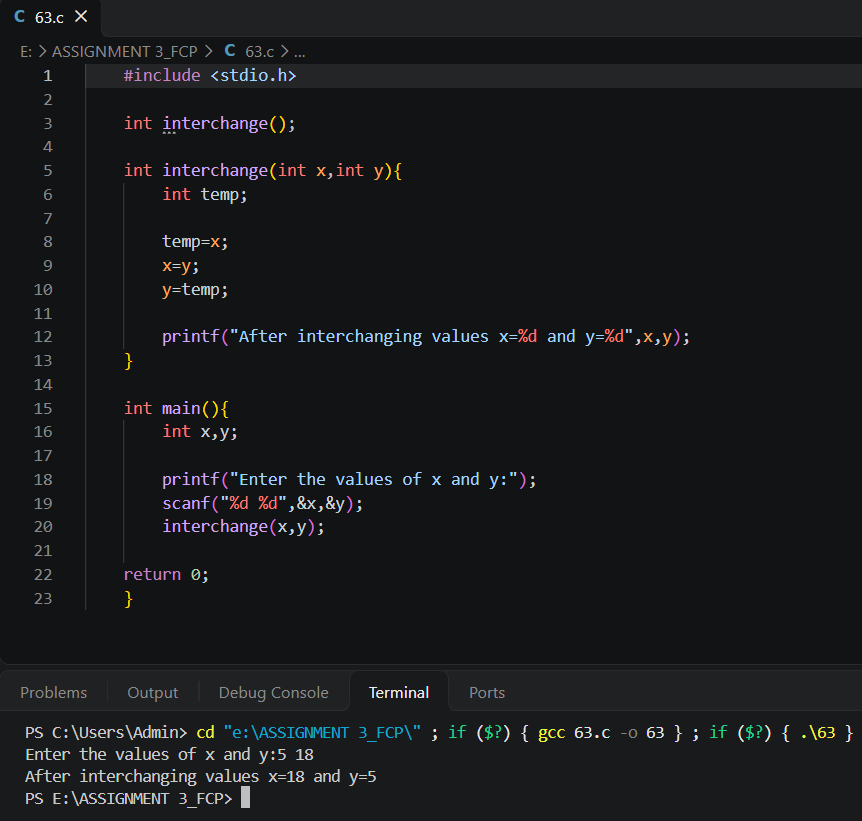 C 63.c ×
E: > ASSIGNMENT 3_FCP > C 63.c > ...
1 #include <stdio.h>
2
3 int interchange();
4
5 int interchange(int x,int y){
6 int temp;
7
8 temp=x;
9 x=y;
10 y=temp;
11
12 printf("After interchanging values x=%d and y=%d",x,y);
13 }
14
15 int main(){
16 int x,y;
17
18 printf("Enter the values of x and y:");
19 scanf("%d %d",&x,&y);
20 interchange(x,y);
21
22 return 0;
23 }
Problems Output Debug Console Terminal Ports
PS C:\Users\Admin> cd "e:\ASSIGNMENT 3_FCP\" ; if ($?) { gcc 63.c -o 63 } ; if ($?) { .\63 }
Enter the values of x and y:5 18
After interchanging values x=18 and y=5
PS E:\ASSIGNMENT 3_FCP>